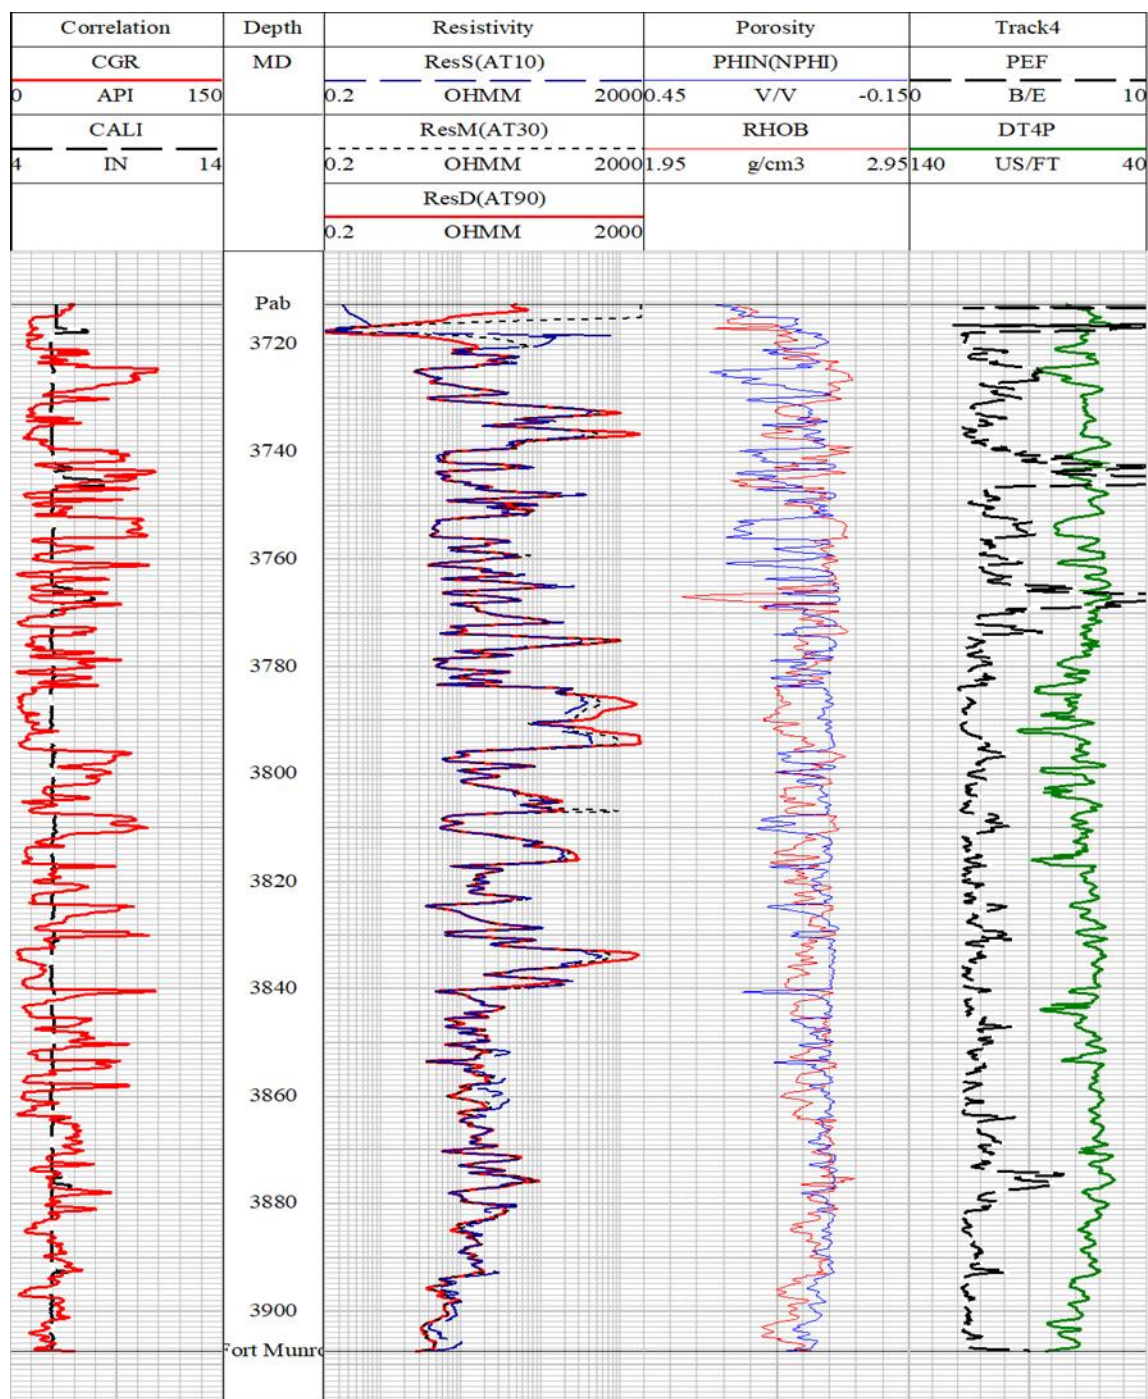 Correlation Depth Resistivity Porosity Track4
CGR MD ResS(AT10) PHIN(NPHI) PEF
0 API 150 0.2 OHMM 2000 0.45 V/V -0.15 0 B/E 10
CALI ResM(AT30) RHOB DT4P
4 IN 14 0.2 OHMM 2000 1.95 g/cm3 2.95 140 US/FT 40
ResD(AT90)
0.2 OHMM 2000
Pab
3720
3740
3760
3780
3800
3820
3840
3860
3880
3900
Fort Munro